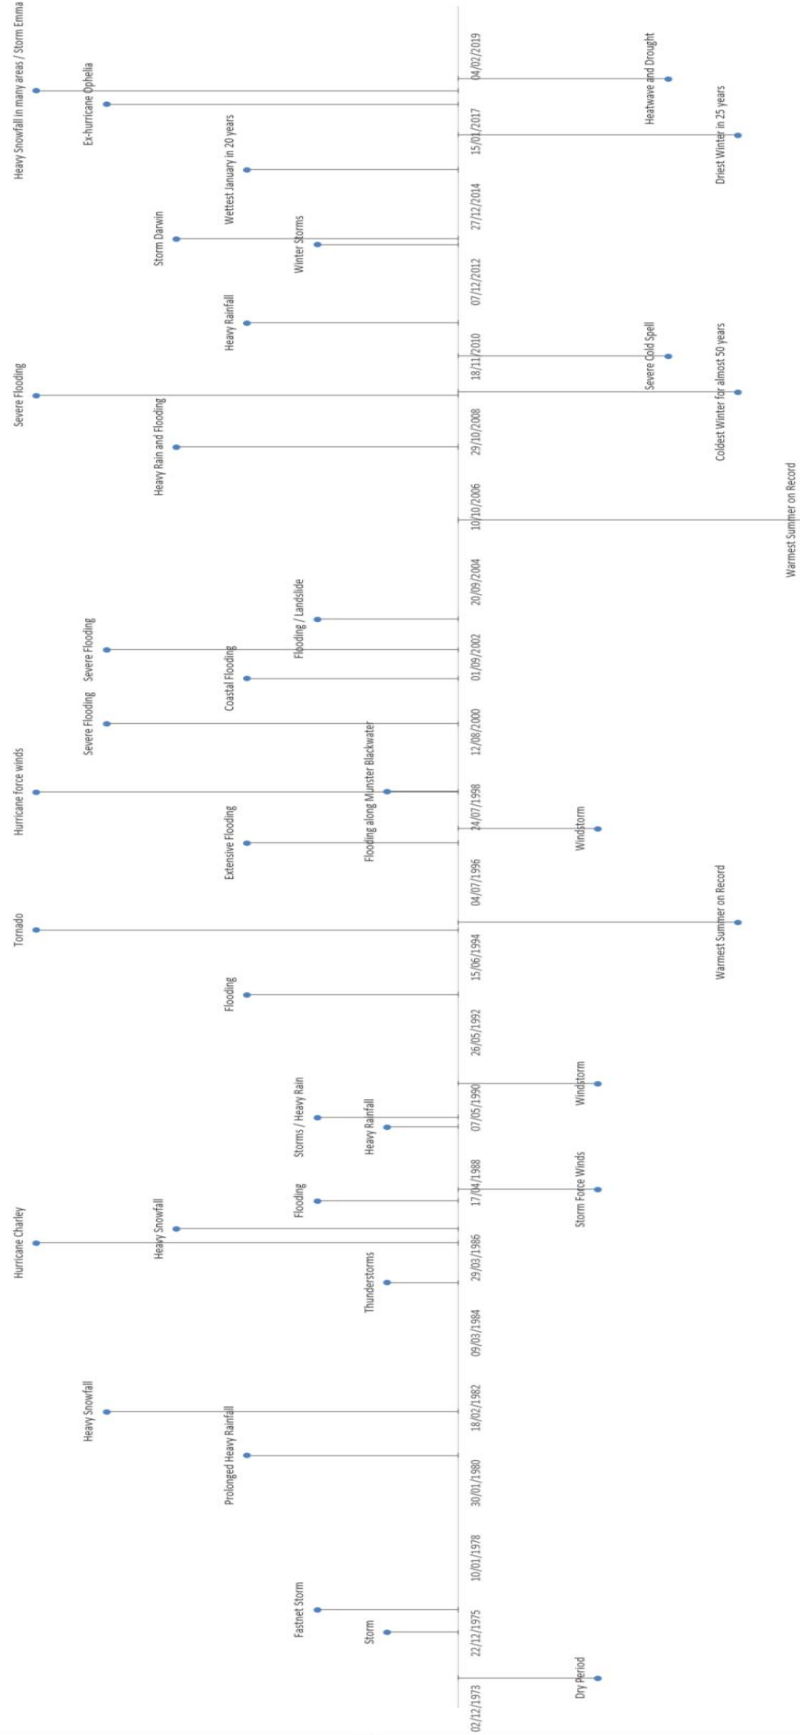 Heavy Snowfall in many areas / Storm Emma
Severe Flooding
Hurricane force winds
Tornado
Hurricane Charley
Ex-hurricane Ophelia
Severe Flooding
Severe Flooding
Heavy Snowfall
Storm Darwin
Heavy Rain and Flooding
Heavy Snowfall
Wettest January in 20 years
Heavy Rainfall
Coastal Flooding
Extensive Flooding
Flooding
Prolonged Heavy Rainfall
Winter Storms
Flooding / Landslide
Storms / Heavy Rain
Flooding
Fastnet Storm
Flooding along Munster Blackwater
Heavy Rainfall
Thunderstorms
Storm
02/12/1973
22/12/1975
10/01/1978
30/01/1980
18/02/1982
09/03/1984
29/03/1986
17/04/1988
07/05/1990
26/05/1992
15/06/1994
04/07/1996
24/07/1998
12/08/2000
01/09/2002
20/09/2004
10/10/2006
29/10/2008
18/11/2010
07/12/2012
27/12/2014
15/01/2017
04/02/2019
Dry Period
Storm Force Winds
Windstorm
Windstorm
Severe Cold Spell
Heatwave and Drought
Warmest Summer on Record
Coldest Winter for almost 50 years
Driest Winter in 25 years
Warmest Summer on Record